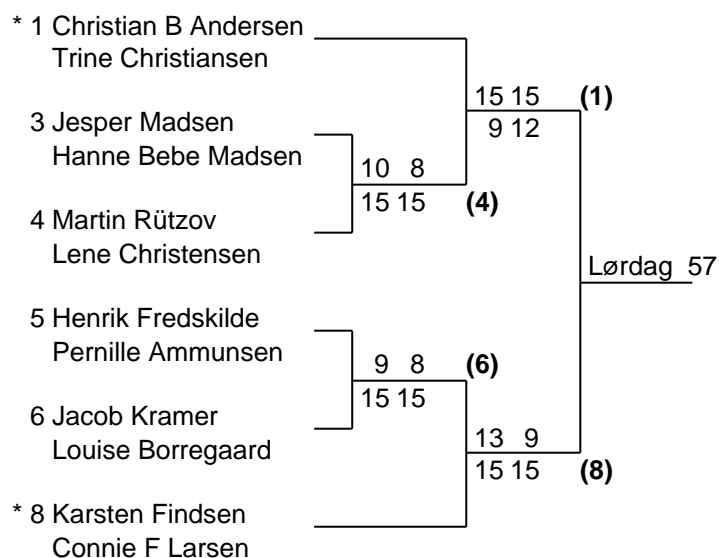 * 1 Christian B Andersen
Trine Christiansen
15 15 (1)
9 12
3 Jesper Madsen
Hanne Bebe Madsen
10 8
15 15 (4)
4 Martin Rützov
Lene Christensen
Lørdag 57
5 Henrik Fredskilde
Pernille Ammunsen
9 8 (6)
15 15
6 Jacob Kramer
Louise Borregaard
13 9
15 15 (8)
* 8 Karsten Findsen
Connie F Larsen